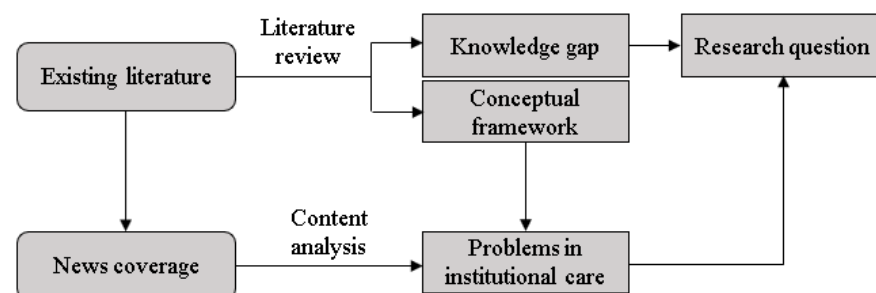 Literature
review
Knowledge gap
Research question
Existing literature
Conceptual
framework
Content
analysis
News coverage
Problems in
institutional care